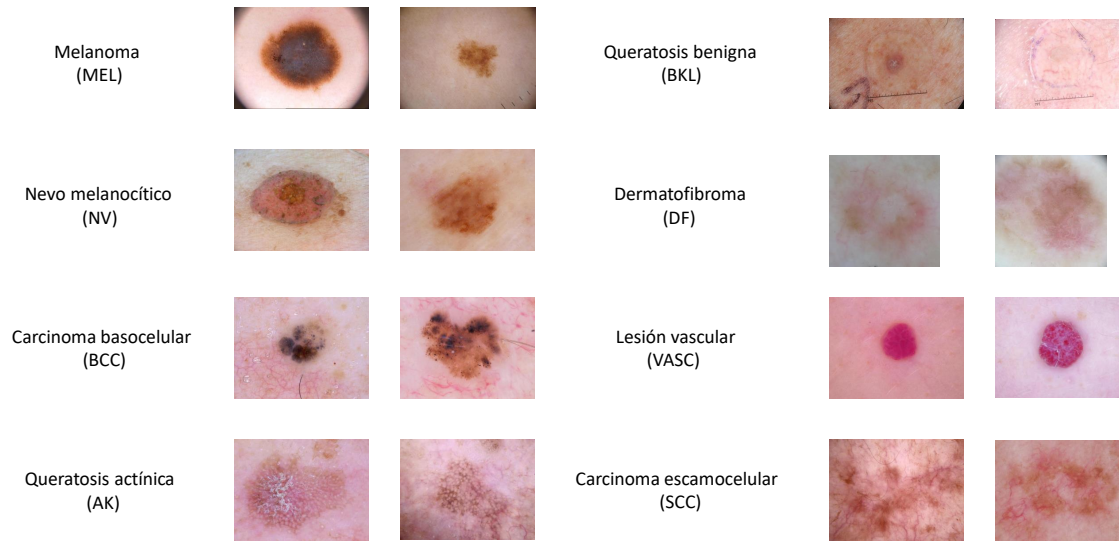 Melanoma
(MEL)
Queratosis benigna
(BKL)
Nevo melanocítico
(NV)
Dermatofibroma
(DF)
Carcinoma basocelular
(BCC)
Lesión vascular
(VASC)
Queratosis actínica
(AK)
Carcinoma escamocelular
(SCC)